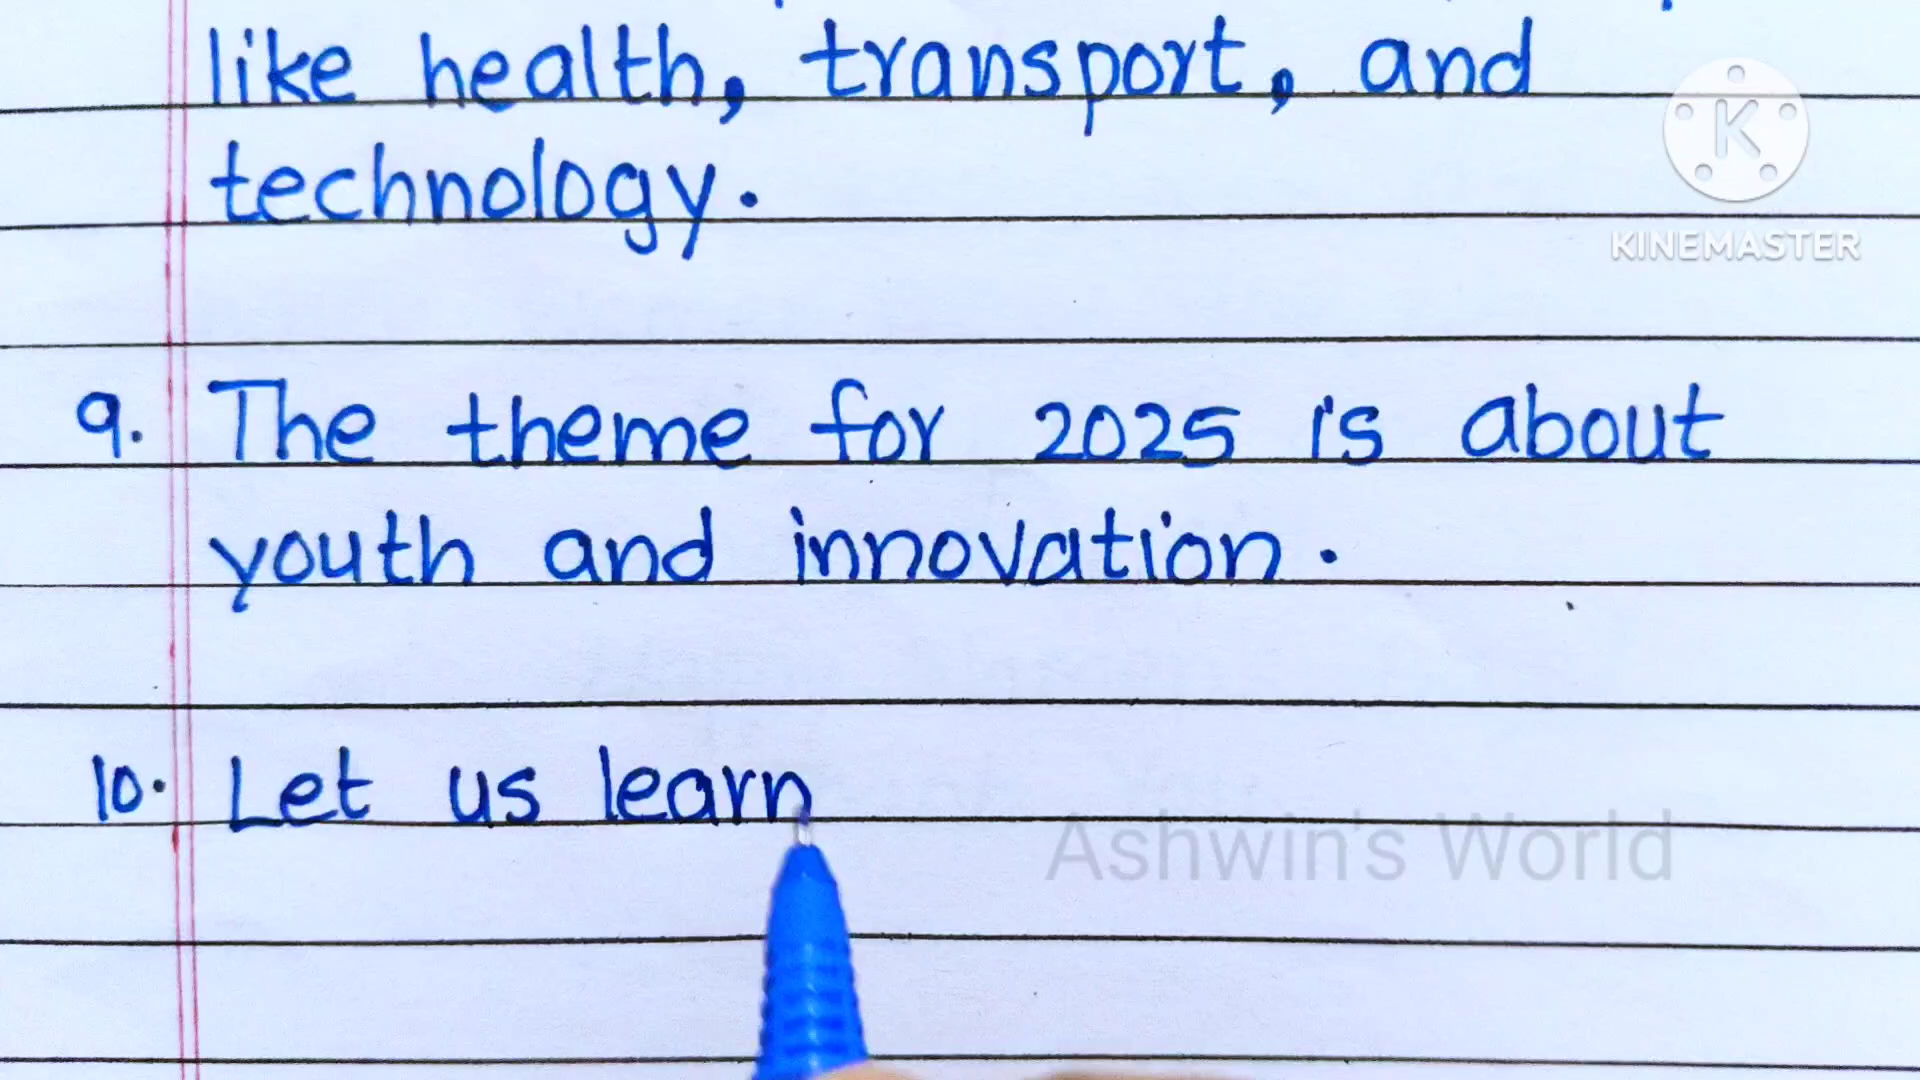 like health, transport, and
technology.
KINEMASTER
9. The theme for 2025 is about
youth and innovation.
10. Let us learn
Ashwin's World